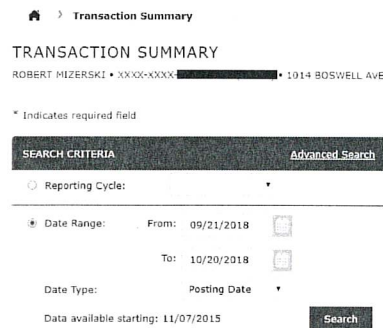 Transaction Summary
TRANSACTION SUMMARY
ROBERT MIZERSKI • XXXX-XXXX- • 1014 BOSWELL AVE
* Indicates required field
SEARCH CRITERIA Advanced Search
Reporting Cycle:
Date Range: From: 09/21/2018
To: 10/20/2018
Date Type: Posting Date
Data available starting: 11/07/2015 Search